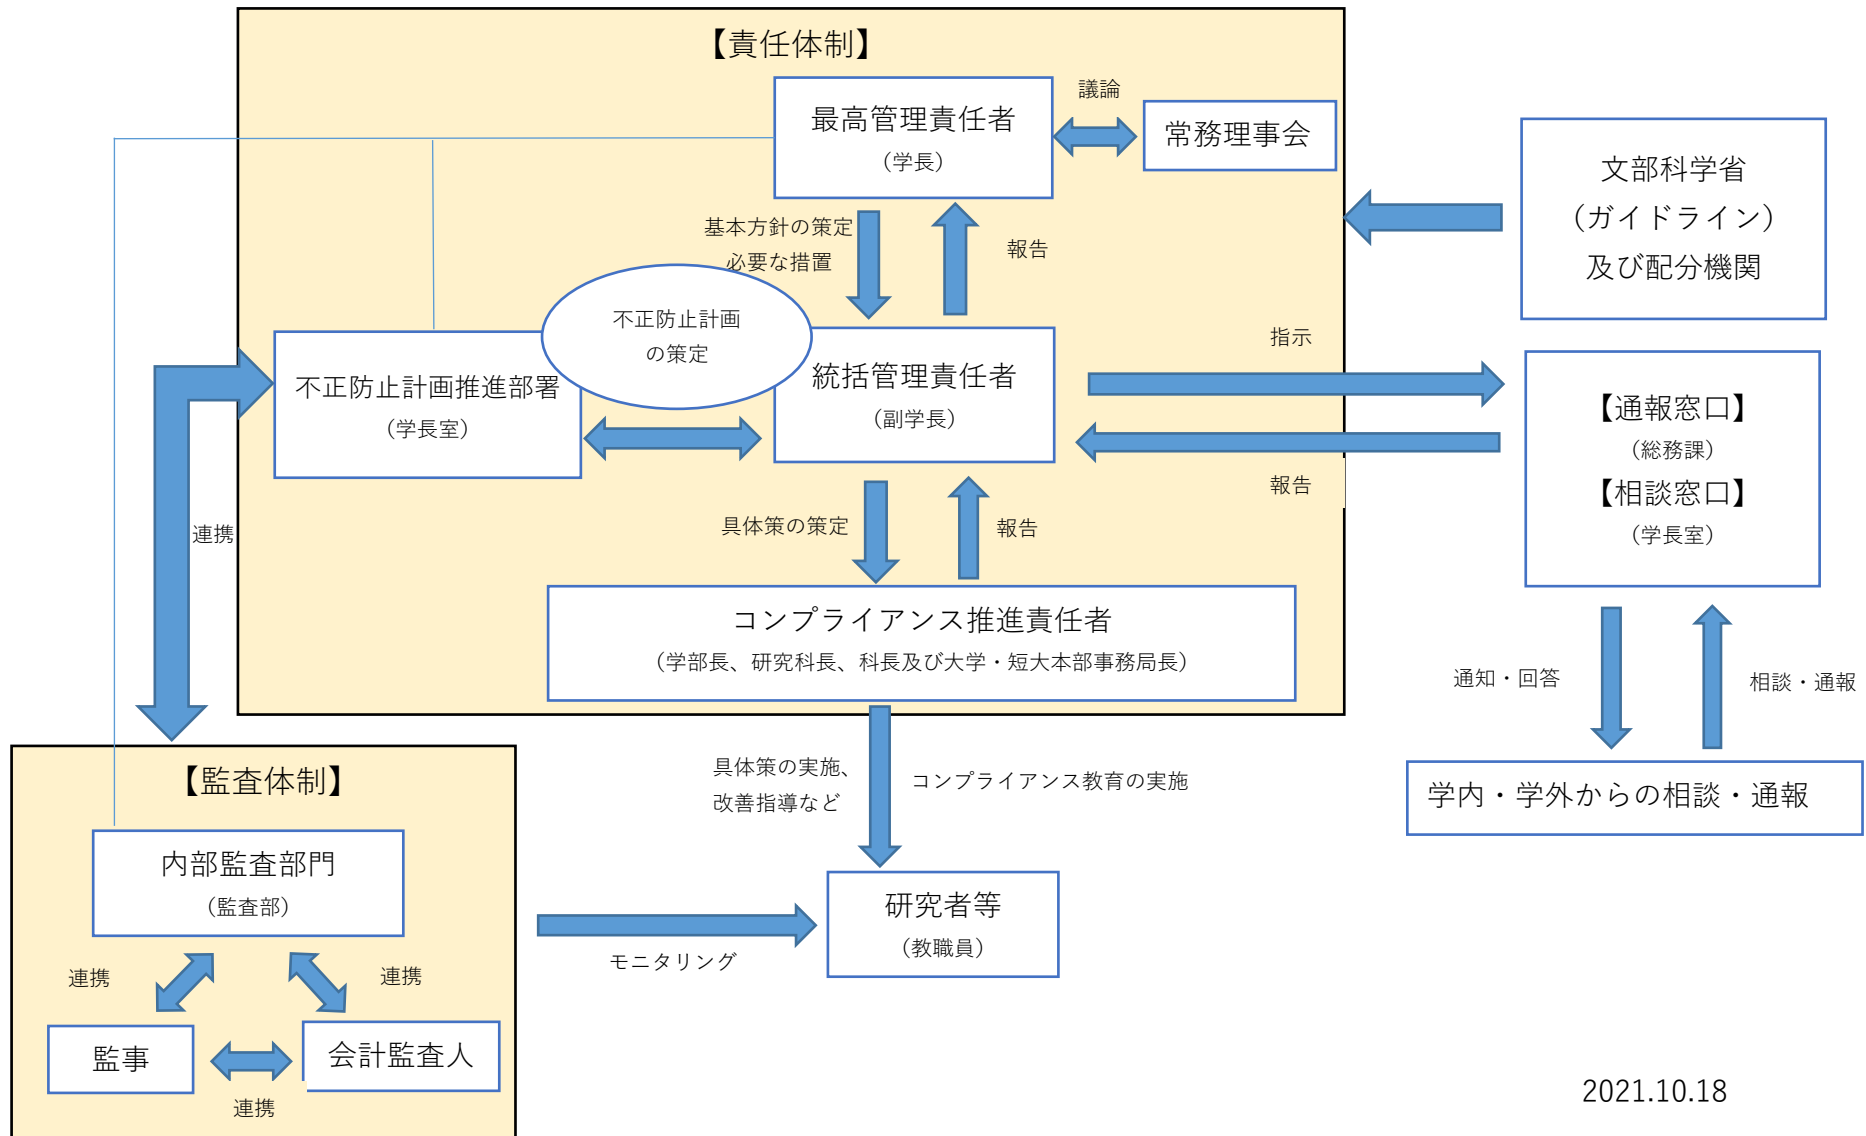 【責任体制】
最高管理責任者
（学長）
議論
常務理事会
文部科学省
（ガイドライン）
及び配分機関
基本方針の策定
必要な措置
報告
不正防止計画
の策定
不正防止計画推進部署
（学長室）
統括管理責任者
（副学長）
指示
報告
【通報窓口】
（総務課）
【相談窓口】
（学長室）
連携
具体策の策定
報告
コンプライアンス推進責任者
（学部長、研究科長、科長及び大学・短大本部事務局長）
通知・回答
相談・通報
学内・学外からの相談・通報
具体策の実施、
改善指導など
コンプライアンス教育の実施
【監査体制】
内部監査部門
（監査部）
連携
連携
監事
会計監査人
連携
モニタリング
研究者等
（教職員）
2021.10.18